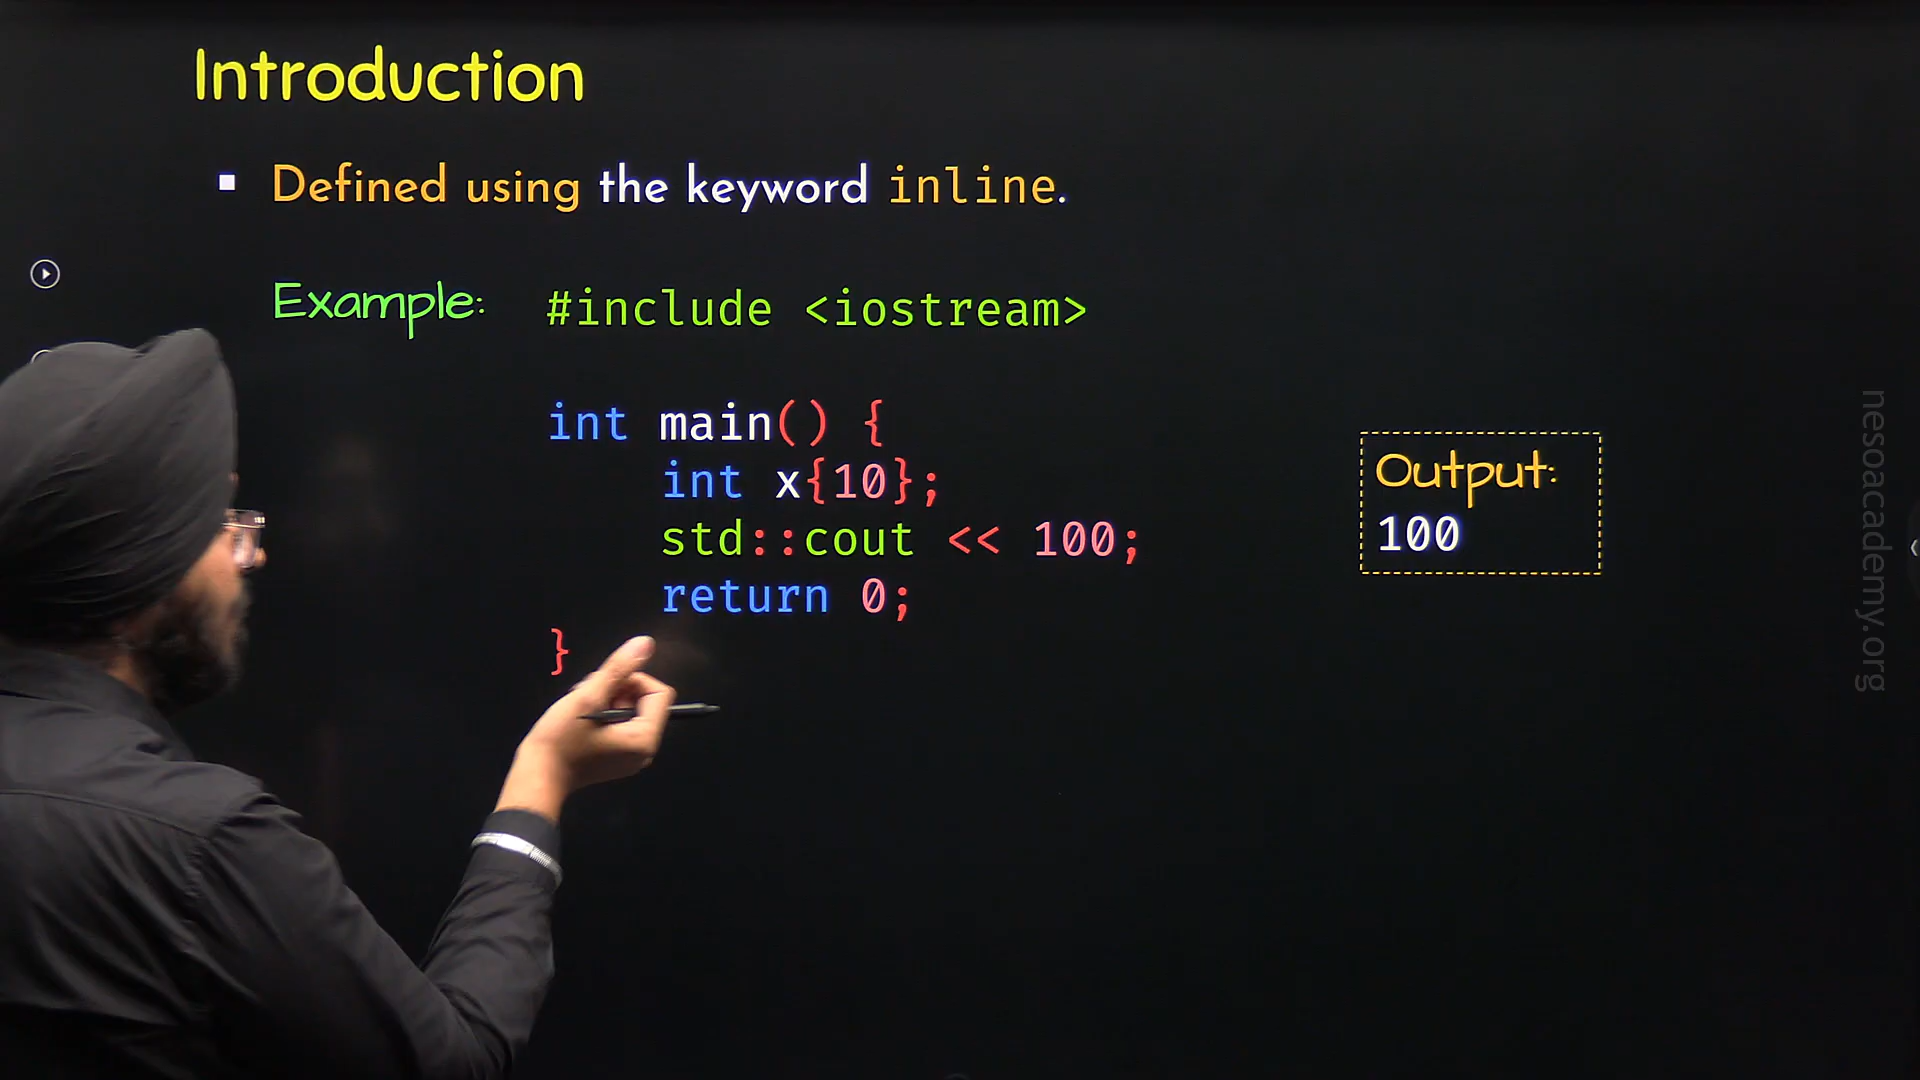 Introduction
▪ Defined using the keyword inline.
Example: #include <iostream>
int main() {
int x{10};
std::cout << 100;
return 0;
}
Output:
100
nesoacademy.org